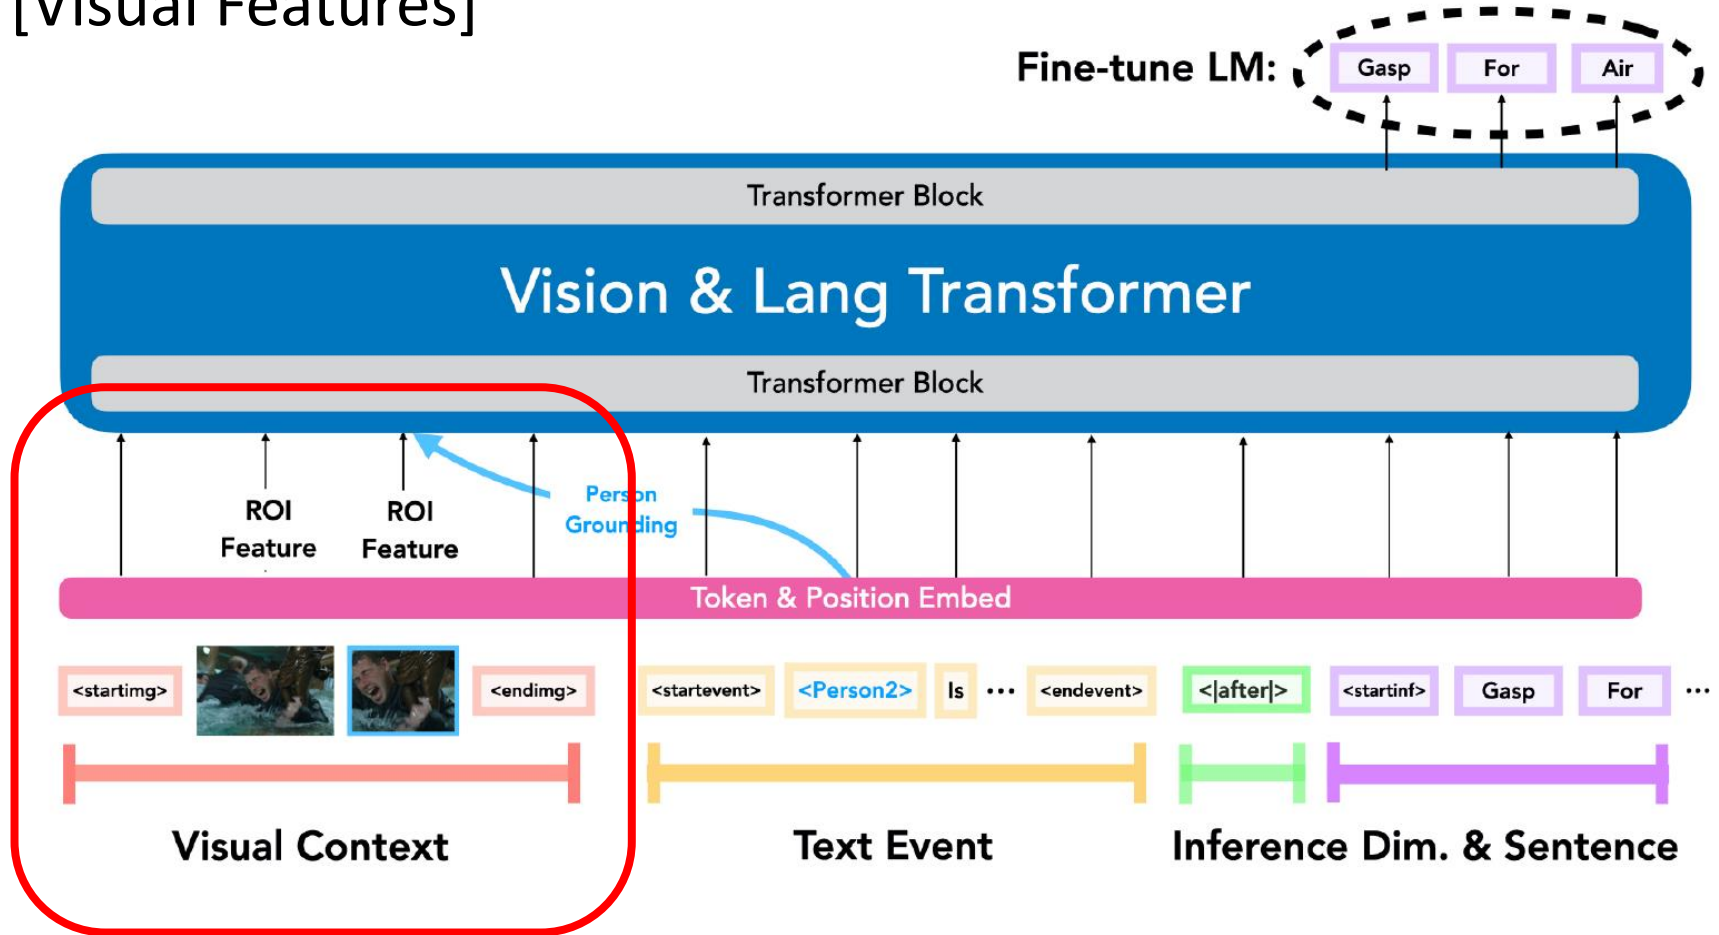 [Visual Features]
Fine-tune LM: Gasp For Air
Transformer Block
Vision & Lang Transformer
Transformer Block
Person
Grounding
ROI
Feature
ROI
Feature
Token & Position Embed
<startimg> <endimg> <startevent> <Person2> Is ... <endevent> <|after|> <startinf> Gasp For ...
Visual Context Text Event Inference Dim. & Sentence